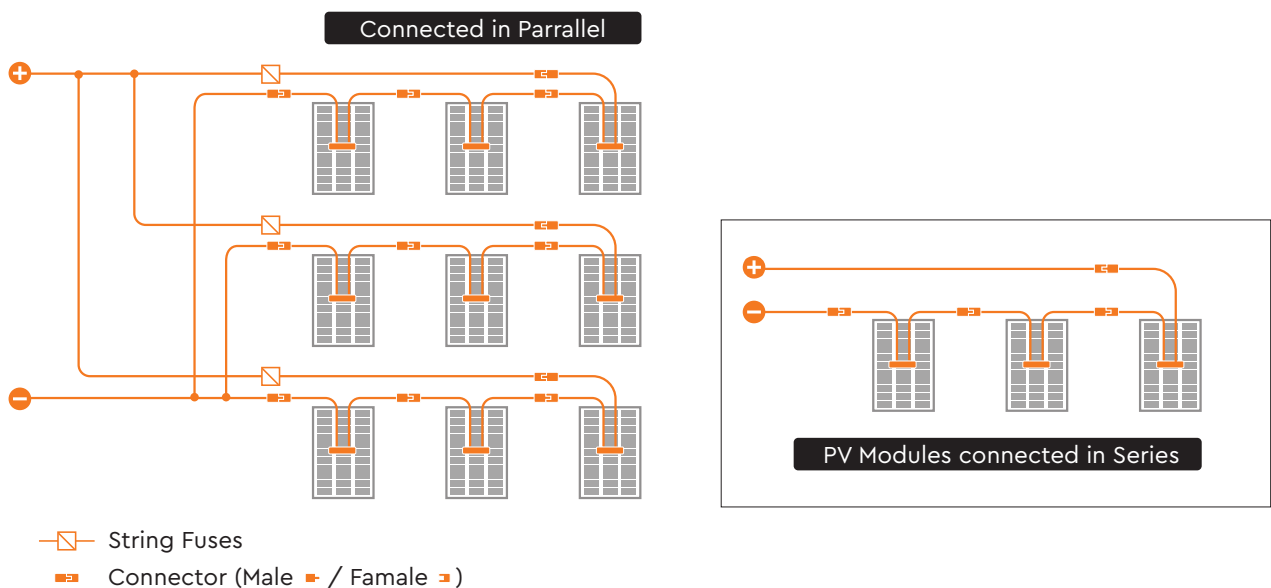 Connected in Parrallel
PV Modules connected in Series
String Fuses
Connector (Male / Famale )